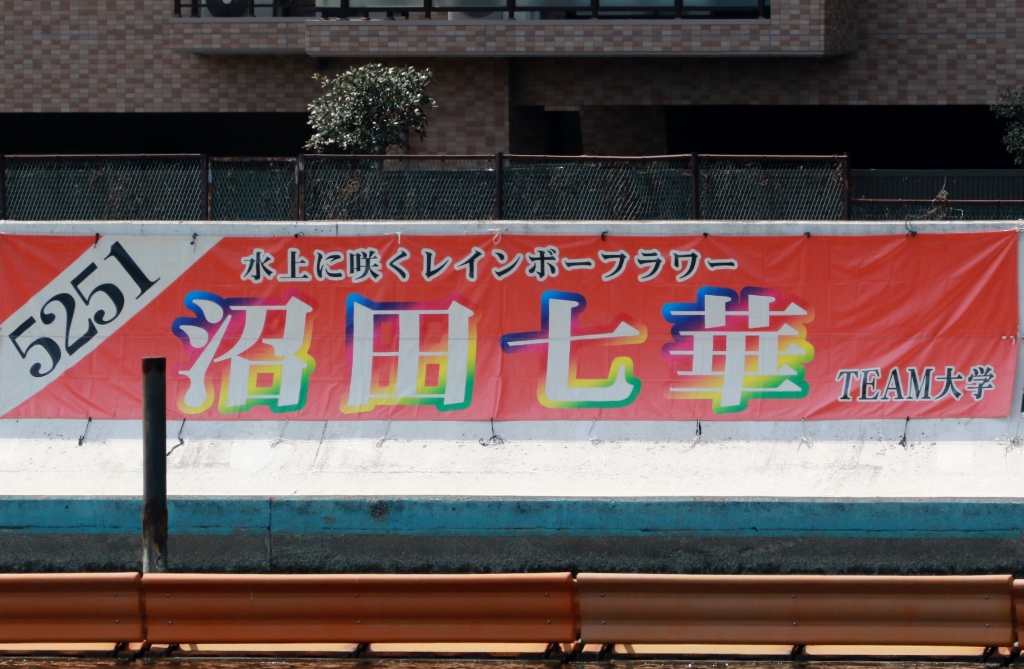 5251
水上に咲くレインボーフラワー
沼田七華
TEAM大学